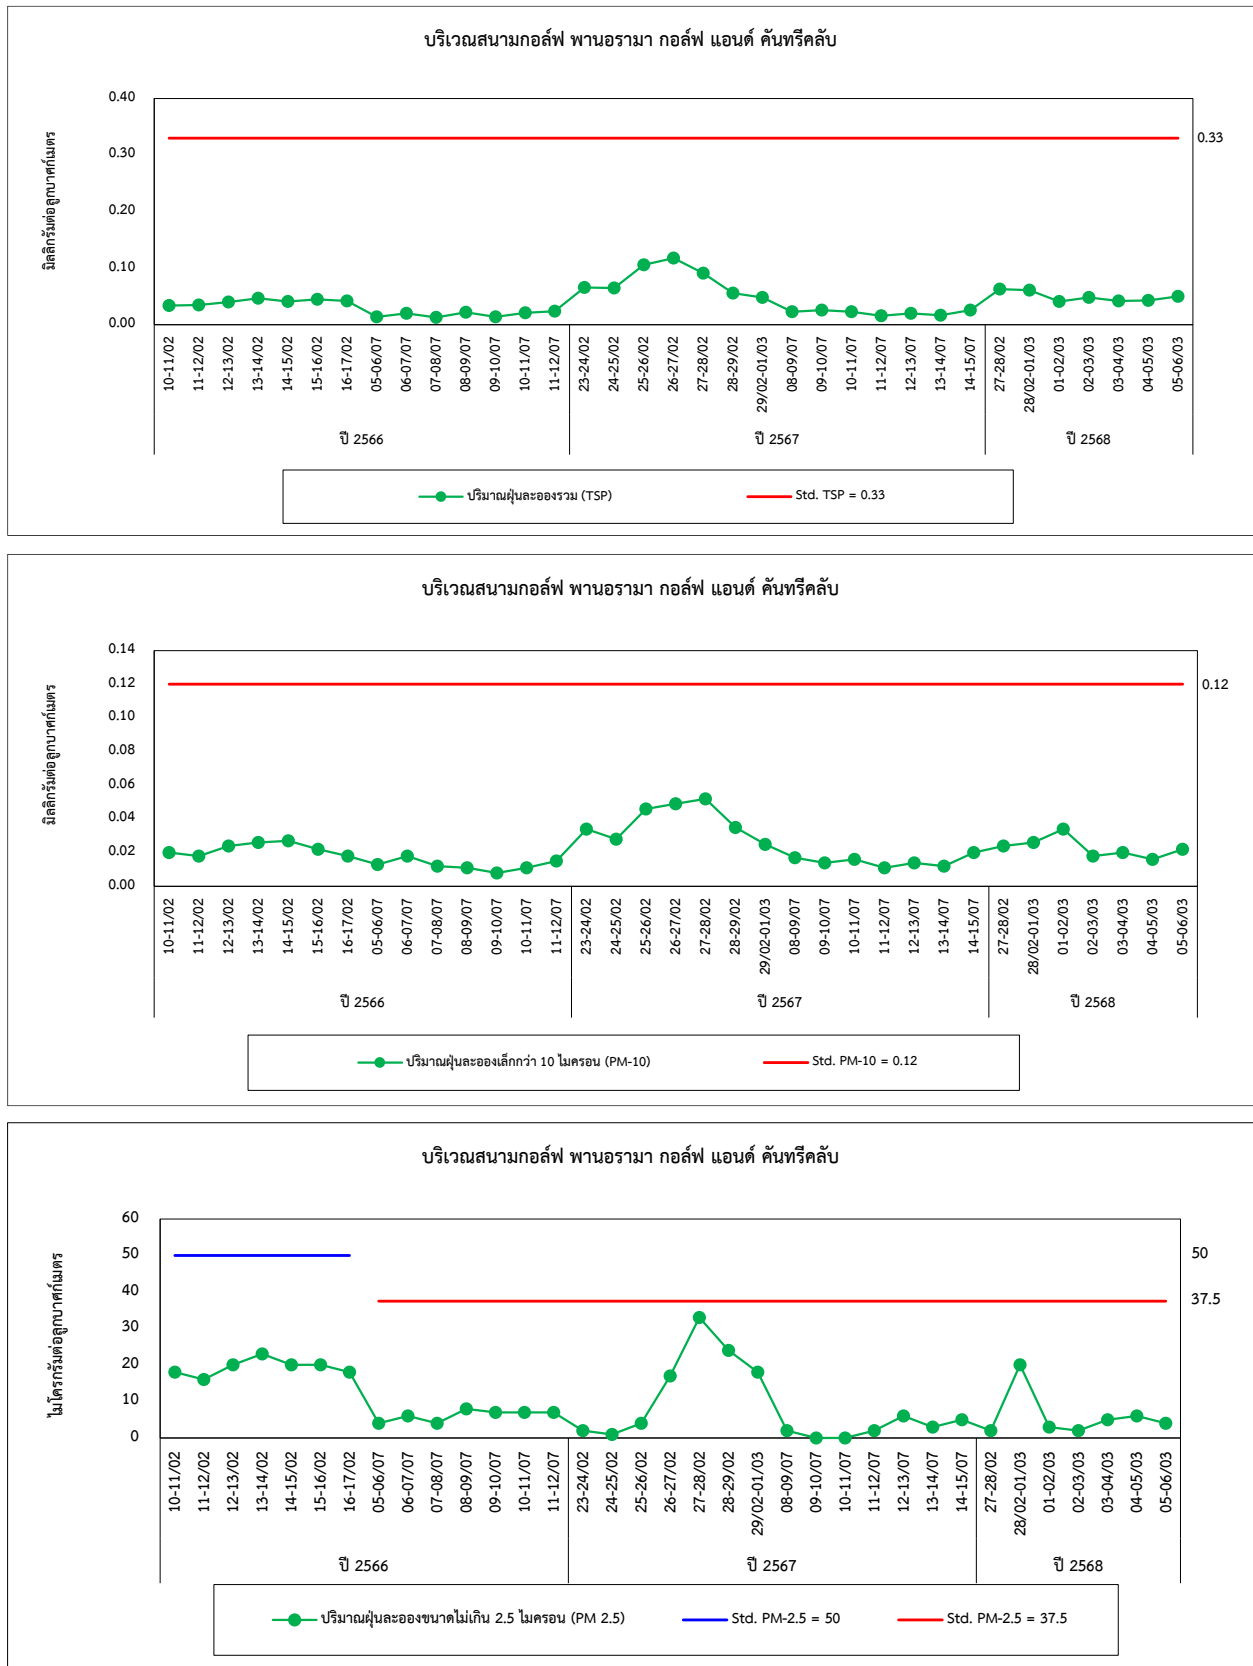 บริเวณสนามกอล์ฟ พานอรามา กอล์ฟ แอนด์ คันทรีคลับ
มิลลิกรัมต่อลูกบาศก์เมตร
0.40
0.30
0.20
0.10
0.00
0.33
10-11/02 11-12/02 12-13/02 13-14/02 14-15/02 15-16/02 16-17/02 05-06/07 06-07/07 07-08/07 08-09/07 09-10/07 10-11/07 11-12/07 23-24/02 24-25/02 25-26/02 26-27/02 27-28/02 28-29/02 29/02-01/03 08-09/07 09-10/07 10-11/07 11-12/07 12-13/07 13-14/07 14-15/07 27-28/02 28/02-01/03 01-02/03 02-03/03 03-04/03 04-05/03 05-06/03
ปี 2566 ปี 2567 ปี 2568
ปริมาณฝุ่นละอองรวม (TSP) Std. TSP = 0.33
บริเวณสนามกอล์ฟ พานอรามา กอล์ฟ แอนด์ คันทรีคลับ
มิลลิกรัมต่อลูกบาศก์เมตร
0.14
0.12
0.10
0.08
0.06
0.04
0.02
0.00
0.12
10-11/02 11-12/02 12-13/02 13-14/02 14-15/02 15-16/02 16-17/02 05-06/07 06-07/07 07-08/07 08-09/07 09-10/07 10-11/07 11-12/07 23-24/02 24-25/02 25-26/02 26-27/02 27-28/02 28-29/02 29/02-01/03 08-09/07 09-10/07 10-11/07 11-12/07 12-13/07 13-14/07 14-15/07 27-28/02 28/02-01/03 01-02/03 02-03/03 03-04/03 04-05/03 05-06/03
ปี 2566 ปี 2567 ปี 2568
ปริมาณฝุ่นละอองเล็กกว่า 10 ไมครอน (PM-10) Std. PM-10 = 0.12
บริเวณสนามกอล์ฟ พานอรามา กอล์ฟ แอนด์ คันทรีคลับ
ไมโครกรัมต่อลูกบาศก์เมตร
60
50
40
30
20
10
0
50
37.5
10-11/02 11-12/02 12-13/02 13-14/02 14-15/02 15-16/02 16-17/02 05-06/07 06-07/07 07-08/07 08-09/07 09-10/07 10-11/07 11-12/07 23-24/02 24-25/02 25-26/02 26-27/02 27-28/02 28-29/02 29/02-01/03 08-09/07 09-10/07 10-11/07 11-12/07 12-13/07 13-14/07 14-15/07 27-28/02 28/02-01/03 01-02/03 02-03/03 03-04/03 04-05/03 05-06/03
ปี 2566 ปี 2567 ปี 2568
ปริมาณฝุ่นละอองขนาดไม่เกิน 2.5 ไมครอน (PM 2.5) Std. PM-2.5 = 50 Std. PM-2.5 = 37.5